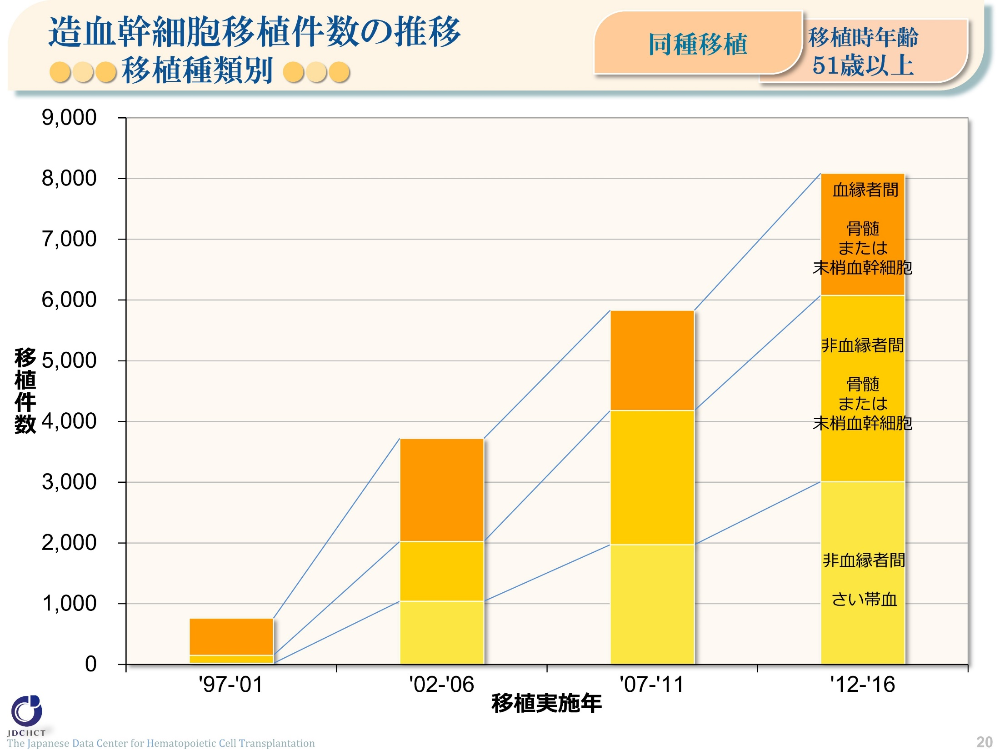 造血幹細胞移植件数の推移
移植種類別
同種移植
移植時年齢
51歳以上
9,000
8,000
7,000
6,000
5,000
4,000
3,000
2,000
1,000
0
移植件数
血縁者間
骨髄
または
末梢血幹細胞
非血縁者間
骨髄
または
末梢血幹細胞
非血縁者間
さい帯血
'97-'01
'02-'06
'07-'11
'12-'16
移植実施年
JDCHCT
The Japanese Data Center for Hematopoietic Cell Transplantation
20